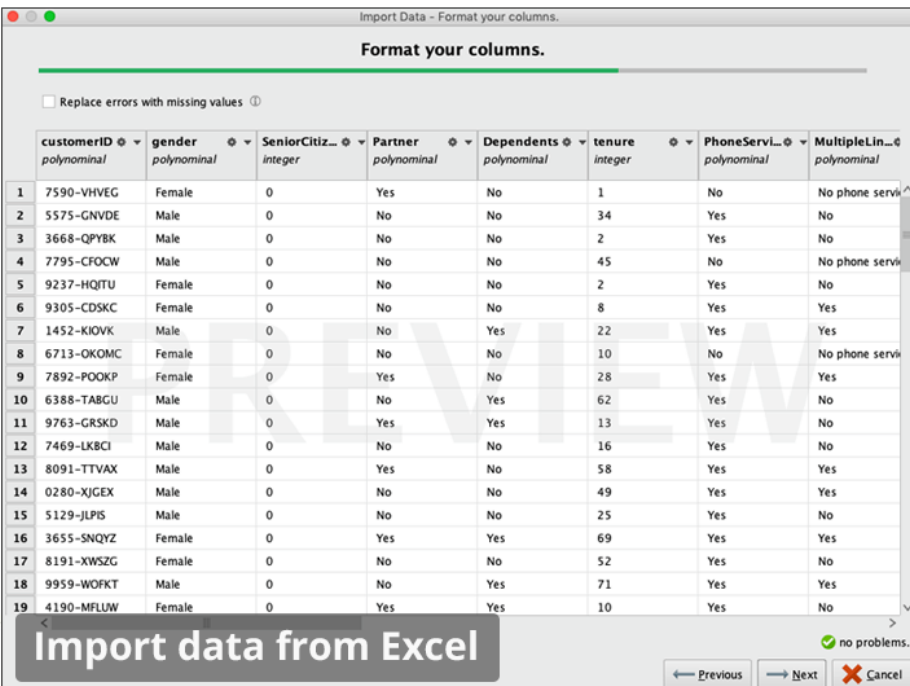 Import Data - Format your columns.
Format your columns.
Replace errors with missing values
customerID gender SeniorCitiz... Partner Dependents tenure PhoneServi... MultipleLin...
polynominal polynominal integer polynominal polynominal integer polynominal polynominal
1 7590-VHVEG Female 0 Yes No 1 No No phone servi
2 5575-GNVDE Male 0 No No 34 Yes No
3 3668-QPYBK Male 0 No No 2 Yes No
4 7795-CFOCW Male 0 No No 45 No No phone servi
5 9237-HQITU Female 0 No No 2 Yes No
6 9305-CDSKC Female 0 No No 8 Yes Yes
7 1452-KIOVK Male 0 No Yes 22 Yes Yes
8 6713-OKOMC Female 0 No No 10 No No phone servi
9 7892-POOKP Female 0 Yes No 28 Yes Yes
10 6388-TABGU Male 0 No Yes 62 Yes No
11 9763-GRSKD Male 0 Yes Yes 13 Yes No
12 7469-LKBCI Male 0 No No 16 Yes No
13 8091-TTVAX Male 0 Yes No 58 Yes Yes
14 0280-XJGEX Male 0 No No 49 Yes Yes
15 5129-JLPIS Male 0 No No 25 Yes No
16 3655-SNQYZ Female 0 Yes Yes 69 Yes Yes
17 8191-XWSZG Female 0 No No 52 Yes No
18 9959-WOFKT Male 0 No Yes 71 Yes Yes
19 4190-MFLUW Female 0 Yes Yes 10 Yes No
PREVIEW
Import data from Excel
no problems.
Previous Next Cancel